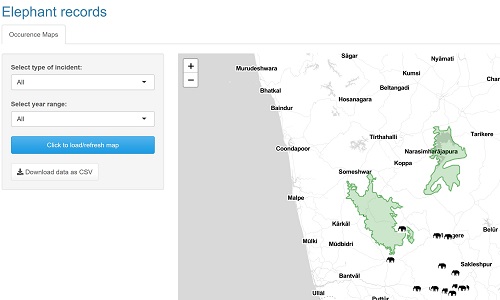 Elephant records
Occurence Maps
Select type of incident:
All
Select year range:
All
Click to load/refresh map
Download data as CSV
+
−
Sāgar
Nyāmati
Murudeshwara
Kumsi
Char
Bhatkal
Beltangadi
Hosanagara
Baindur
Tirthahalli
Tarikere
Narasimharājapura
Coondapoor
Koppa
Someshwar
Malpe
Kārkāl
gere
Belūr
Mūlki
Mūdbidri
Sakleshpur
Bantvāl
Ullāl
Puttūr